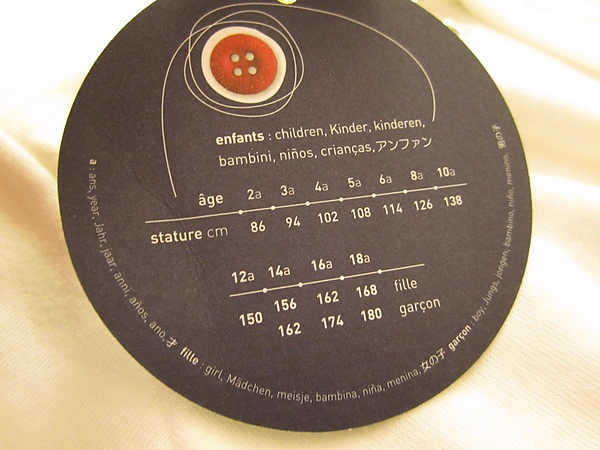 enfants : children, Kinder, kinderen,
bambini, niños, crianças, アンファン
âge 2a 3a 4a 5a 6a 8a 10a
stature cm 86 94 102 108 114 126 138
12a 14a 16a 18a
150 156 162 168 fille
162 174 180 garçon
a : ans, year, Jahr, jaar, anni, años, ano,才
fille : girl, Mädchen, meisje, bambina, niña, menina, 女の子
garçon : boy, Jungs, jongen, bambino, niño, menino, 男の子